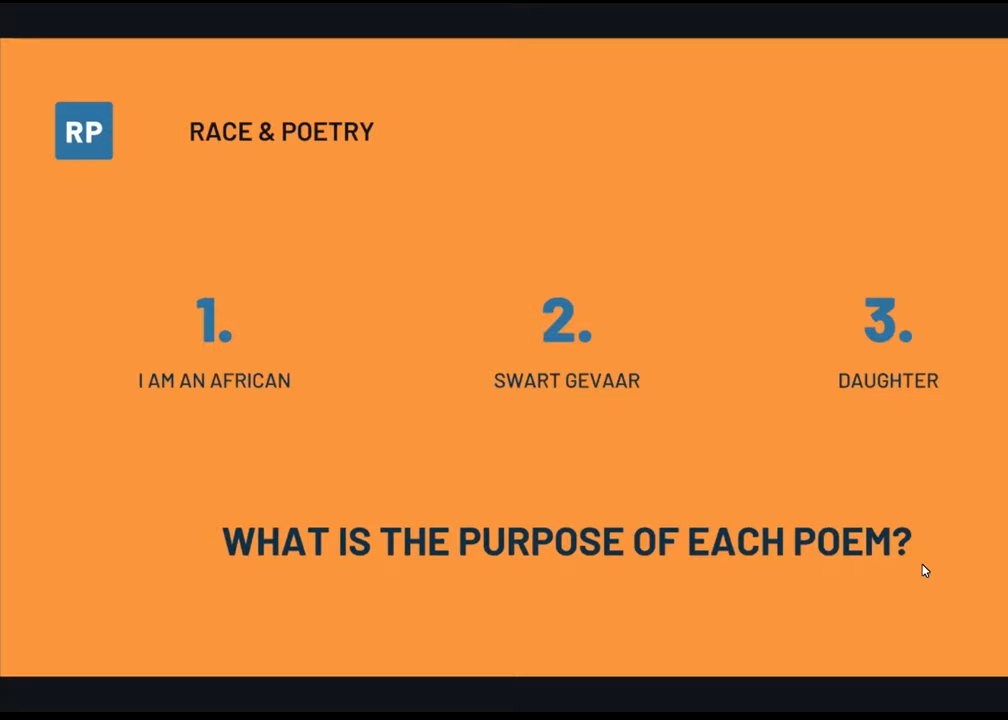 RP
RACE & POETRY
1.
I AM AN AFRICAN
2.
SWART GEVAAR
3.
DAUGHTER
WHAT IS THE PURPOSE OF EACH POEM?